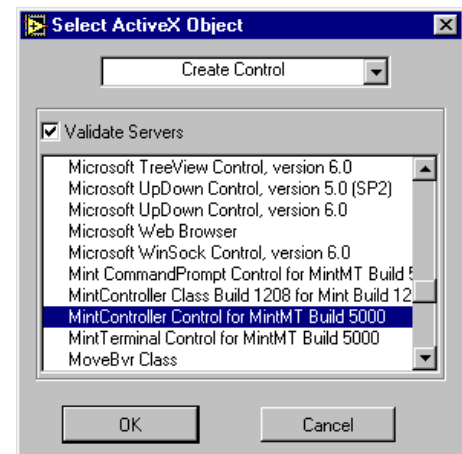 Select ActiveX Object
Create Control
Validate Servers
Microsoft TreeView Control, version 6.0
Microsoft UpDown Control, version 5.0 (SP2)
Microsoft UpDown Control, version 6.0
Microsoft Web Browser
Microsoft WinSock Control, version 6.0
Mint CommandPrompt Control for MintMT Build
MintController Class Build 1208 for Mint Build 12
MintController Control for MintMT Build 5000
MintTerminal Control for MintMT Build 5000
MoveBvr Class
OK Cancel